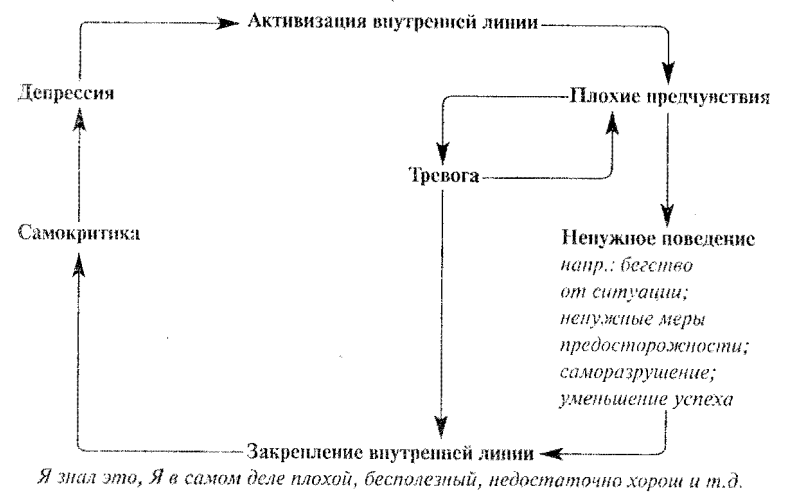 Активизация внутренней линии
Депрессия
Плохие предчувствия
Тревога
Самокритика
Ненужное поведение
напр.: бегство
от ситуации;
ненужные меры
предосторожности;
саморазрушение;
уменьшение успеха
Закрепление внутренней линии
Я знал это, Я в самом деле плохой, бесполезный, недостаточно хорош и т.д.